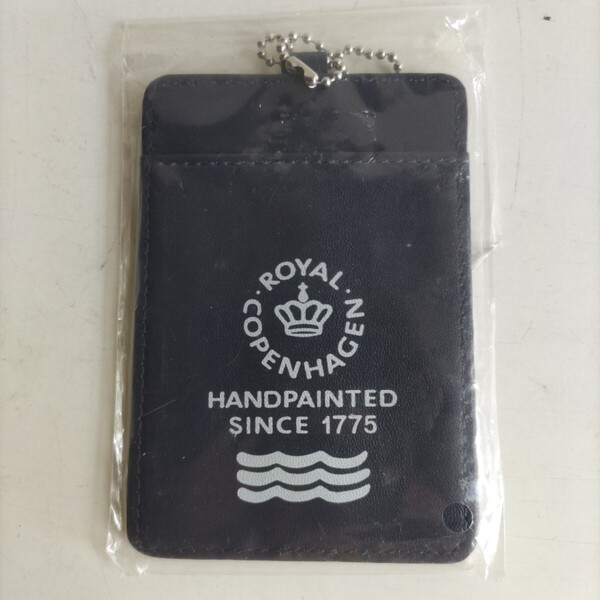 ROYAL
COPENHAGEN
HANDPAINTED
SINCE 1775